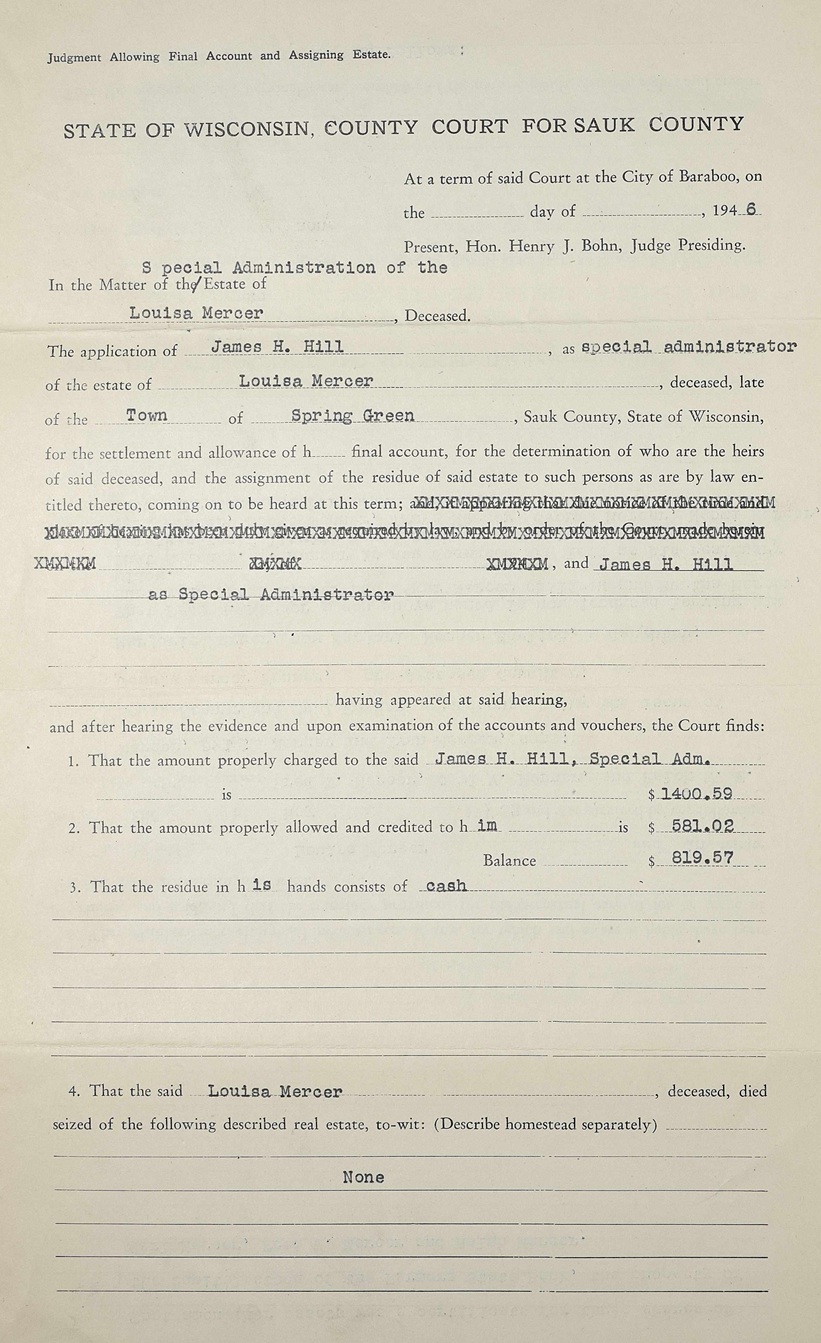 Judgment Allowing Final Account and Assigning Estate.
STATE OF WISCONSIN, COUNTY COURT FOR SAUK COUNTY
At a term of said Court at the City of Baraboo, on
the day of , 1946
Present, Hon. Henry J. Bohn, Judge Presiding.
S pecial Administration of the
In the Matter of the/Estate of
Louisa Mercer, Deceased.
The application of James H. Hill, as special administrator
of the estate of Louisa Mercer, deceased, late
of the Town of Spring Green, Sauk County, State of Wisconsin,
for the settlement and allowance of h final account, for the determination of who are the heirs
of said deceased, and the assignment of the residue of said estate to such persons as are by law en-
titled thereto, coming on to be heard at this term;
, and James H. Hill
as Special Administrator
having appeared at said hearing,
and after hearing the evidence and upon examination of the accounts and vouchers, the Court finds:
1. That the amount properly charged to the said James H. Hill, Special Adm.
is $ 1400.59
2. That the amount properly allowed and credited to h im is $ 581.02
Balance $ 819.57
3. That the residue in h is hands consists of cash
4. That the said Louisa Mercer, deceased, died
seized of the following described real estate, to-wit: (Describe homestead separately)
None